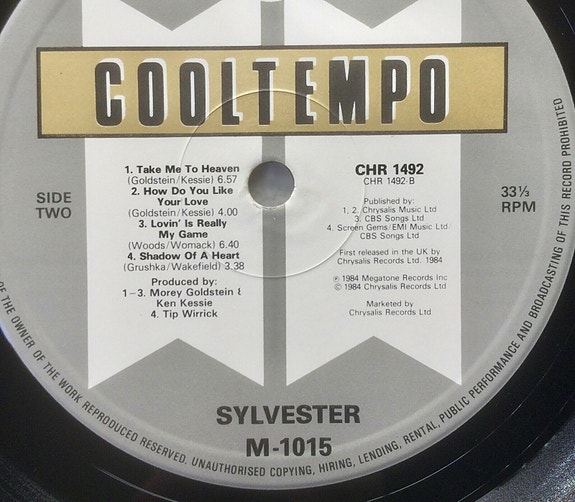 COOLTEMPO
SIDE
TWO
1. Take Me To Heaven
(Goldstein/Kessie) 6.57
2. How Do You Like
Your Love
(Goldstein/Kessie) 4.00
3. Lovin' Is Really
My Game
(Woods/Womack) 6.40
4. Shadow Of A Heart
(Grushka/Wakefield) 3.38
Produced by:
1–3. Morey Goldstein &
Ken Kessie
4. Tip Wirrick
CHR 1492
CHR 1492·B
Published by:
1, 2. Chrysalis Music Ltd
3. CBS Songs Ltd
4. Screen Gems/EMI Music Ltd/
CBS Songs Ltd
First released in the UK by
Chrysalis Records Ltd. 1984
℗ 1984 Megatone Records Inc
© 1984 Chrysalis Records Ltd
Marketed by
Chrysalis Records Ltd
33⅓
RPM
SYLVESTER
M-1015
OF THE OWNER OF THE WORK REPRODUCED RESERVED. UNAUTHORISED COPYING, HIRING, LENDING, RENTAL, PUBLIC PERFORMANCE AND BROADCASTING OF THIS RECORD PROHIBITED